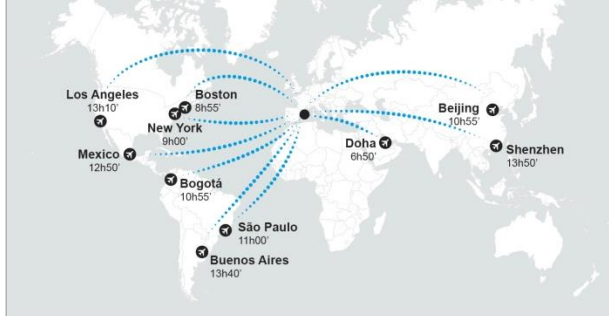 Los Angeles
13h10'
Boston
8h55'
New York
9h00'
Mexico
12h50'
Bogotá
10h55'
São Paulo
11h00'
Buenos Aires
13h40'
Doha
6h50'
Beijing
10h55'
Shenzhen
13h50'